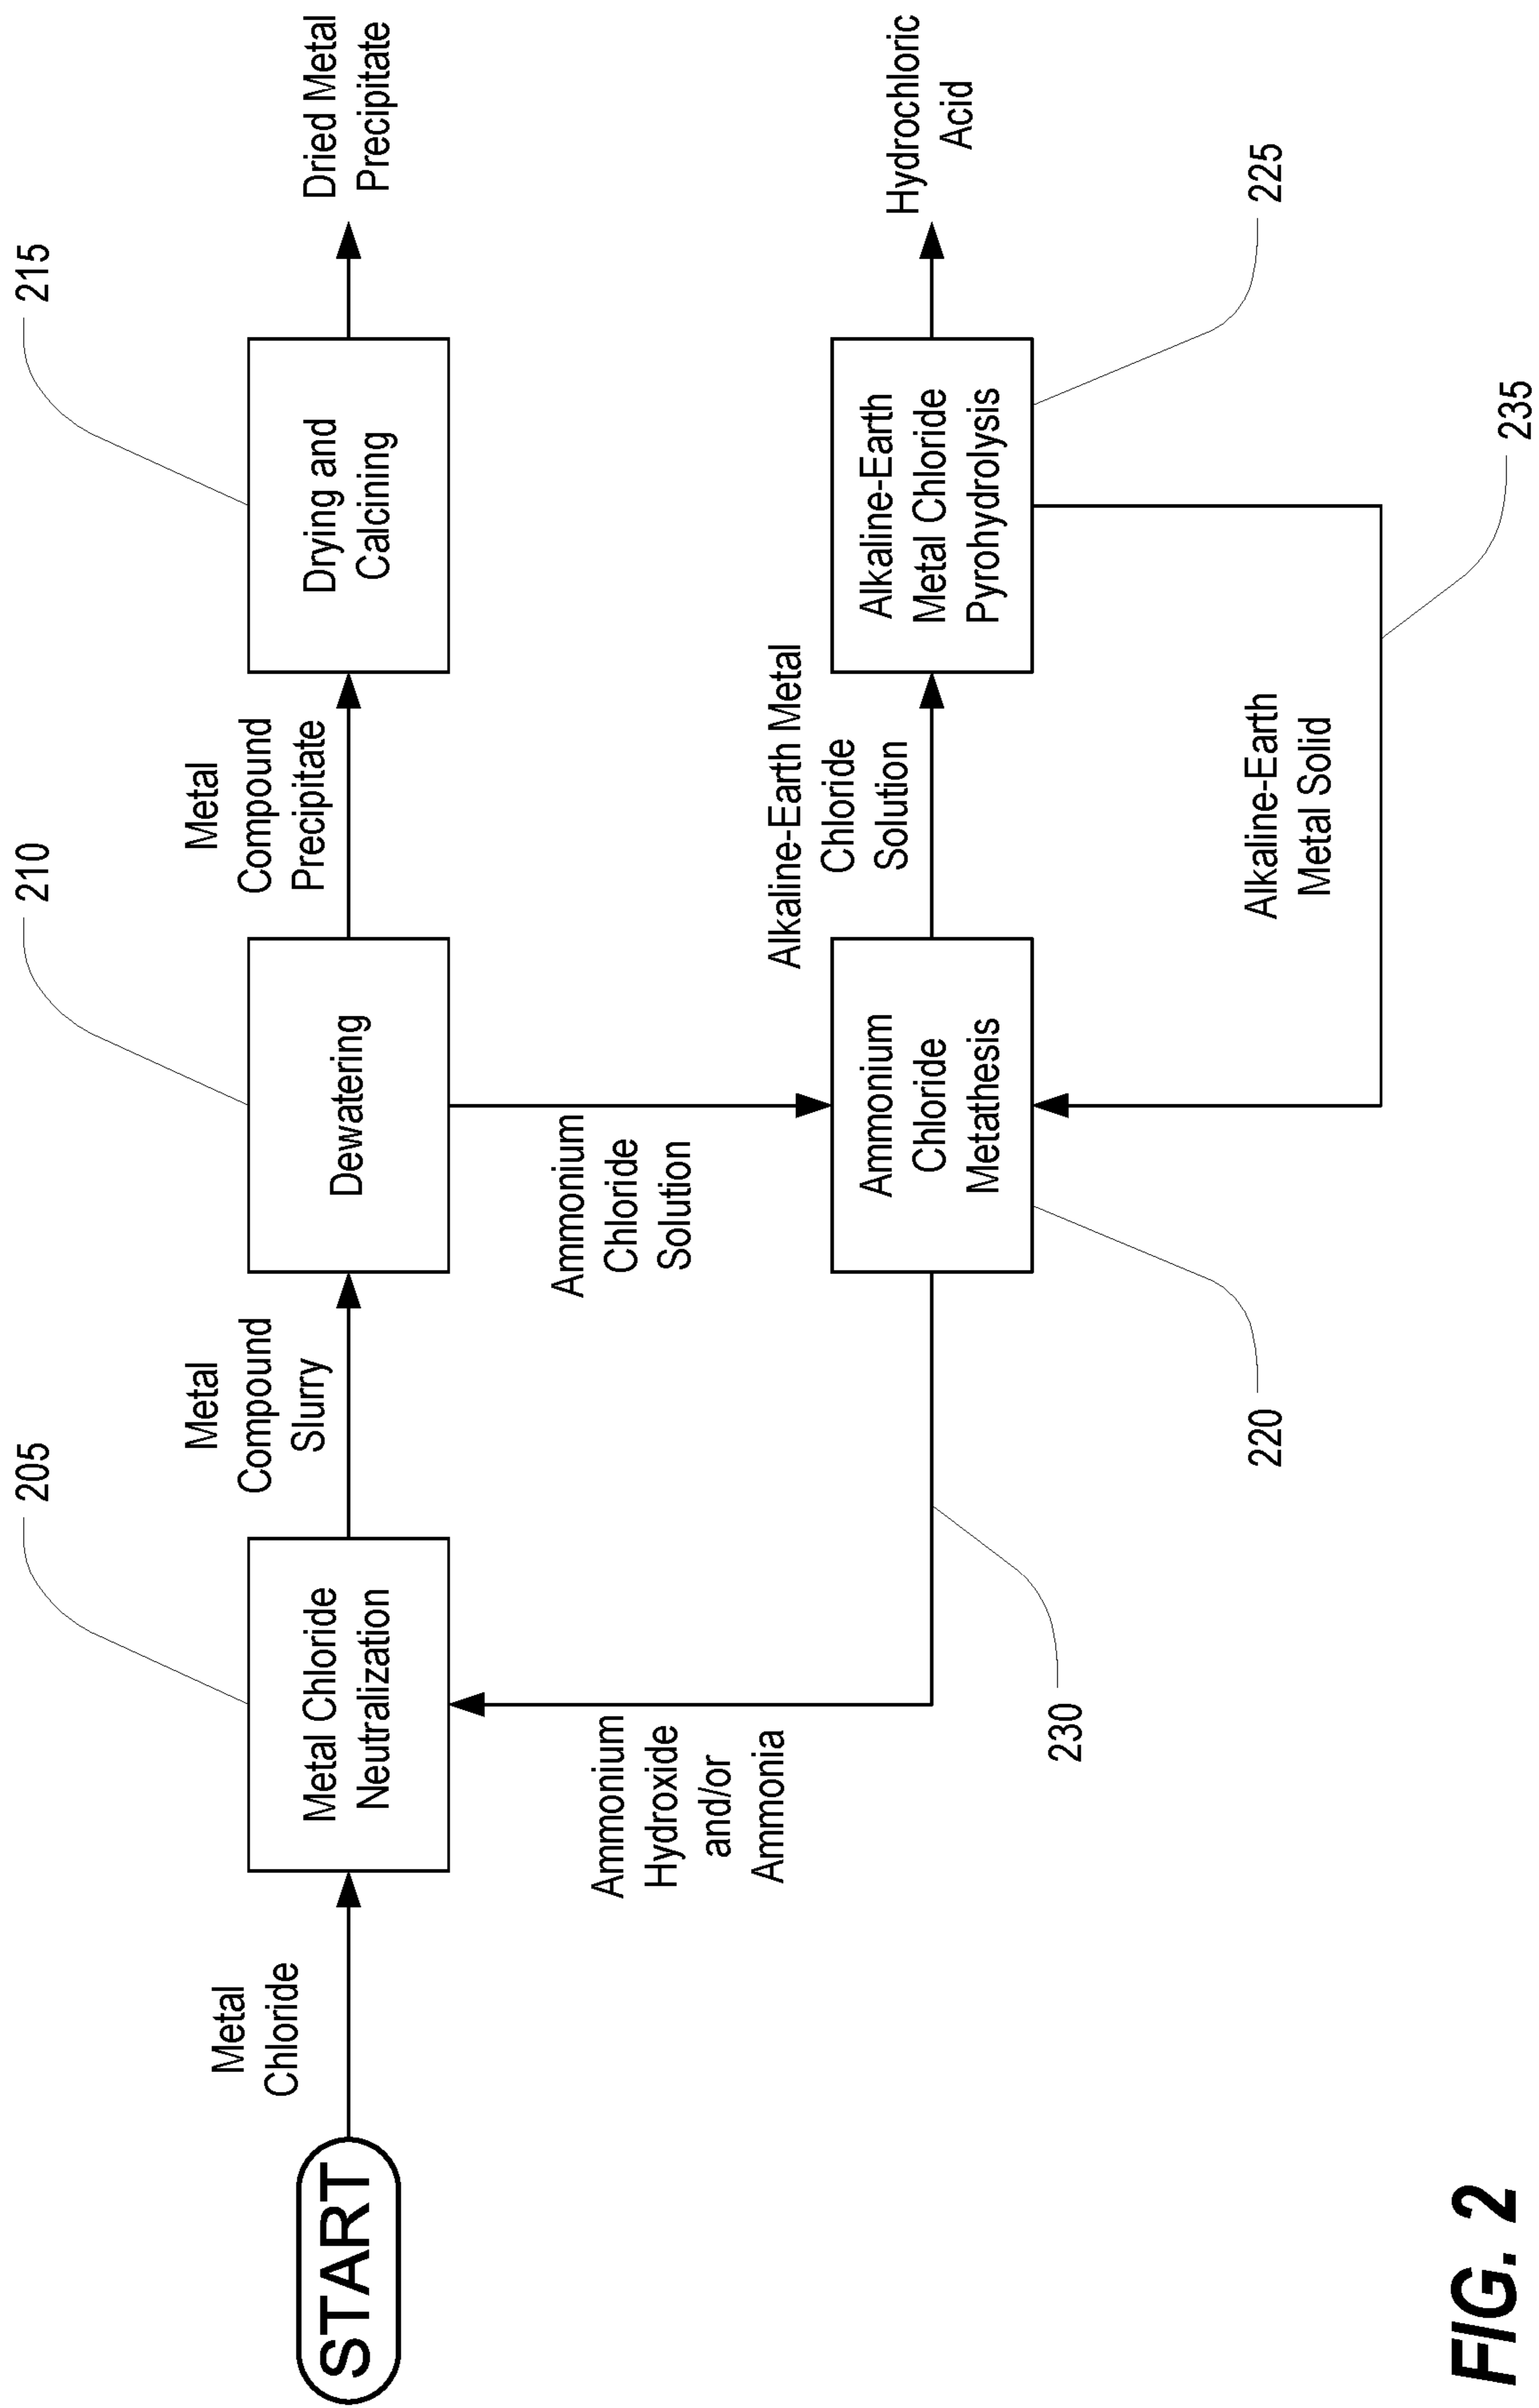 205
210
215
Metal
Chloride
Metal
Compound
Slurry
Metal
Compound
Precipitate
START
Metal Chloride
Neutralization
Dewatering
Drying and
Calcining
Dried Metal
Precipitate
Ammonium
Hydroxide
and/or
Ammonia
Ammonium
Chloride
Solution
Alkaline-Earth Metal
Chloride
Solution
Ammonium
Chloride
Metathesis
Alkaline-Earth
Metal Chloride
Pyrohydrolysis
Hydrochloric
Acid
230
220
225
Alkaline-Earth
Metal Solid
235
FIG. 2